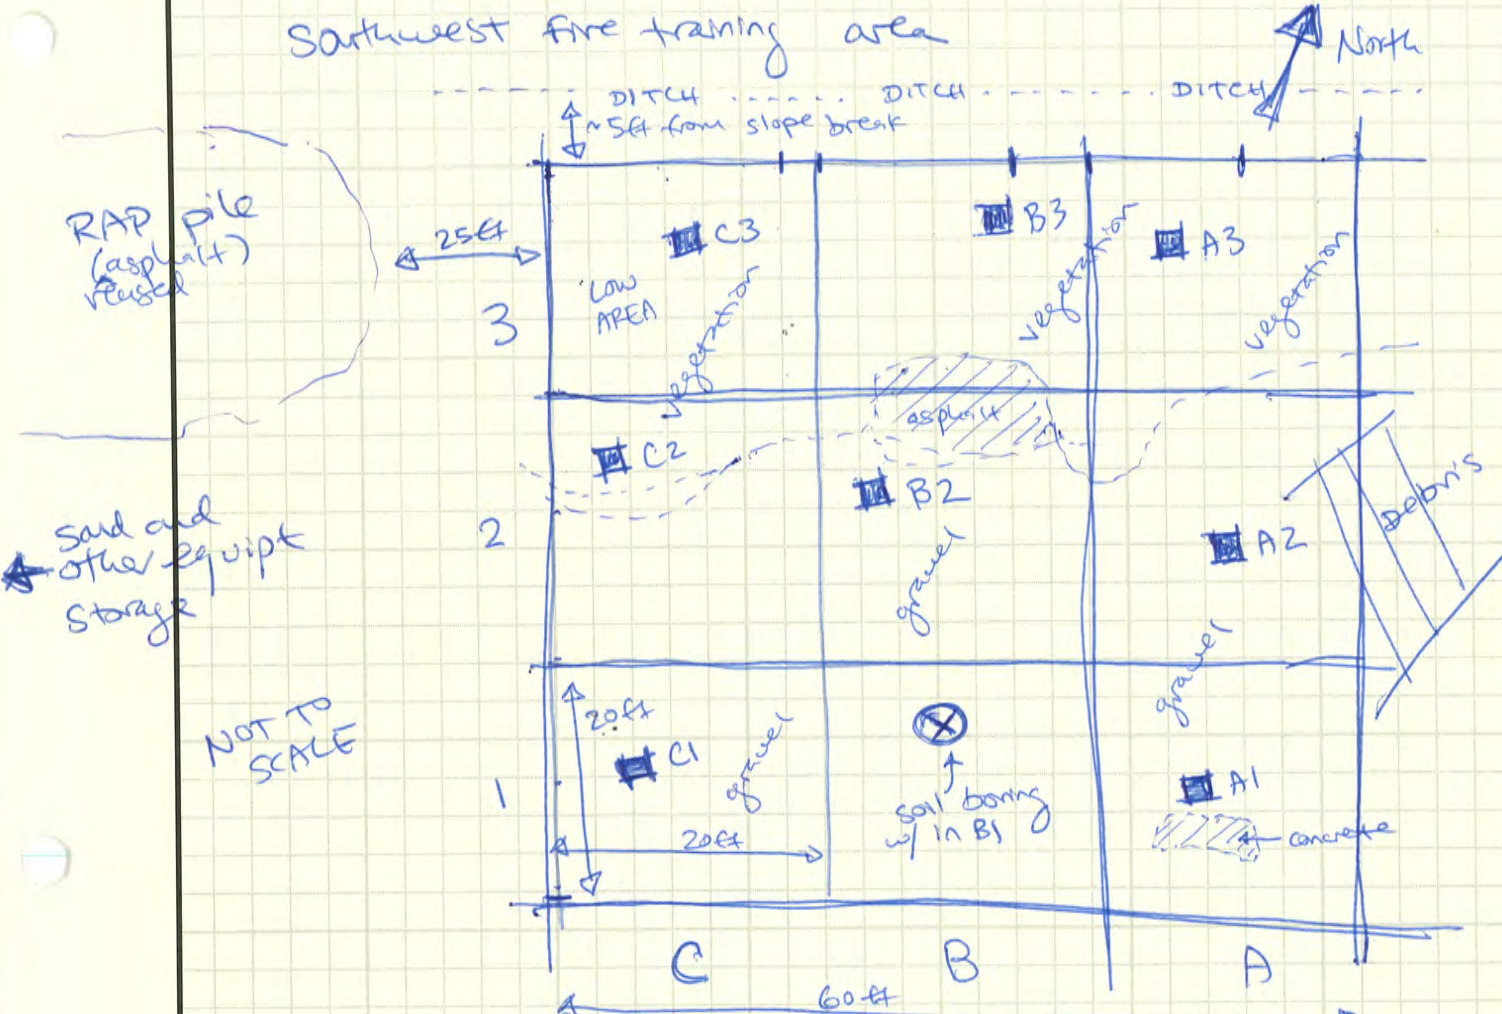 Southwest fire training area
North
DITCH DITCH DITCH
~5ft from slope break
RAP pile
(asphalt)
reused
25ft
C3
B3
A3
LOW
AREA
vegetation
vegetation
vegetation
3
asphalt
C2
B2
A2
Debris
2
sand and
other equipt
storage
gravel
gravel
NOT TO
SCALE
20ft
C1
gravel
1
soil boring
w/in B1
A1
concrete
20ft
C B A
60ft